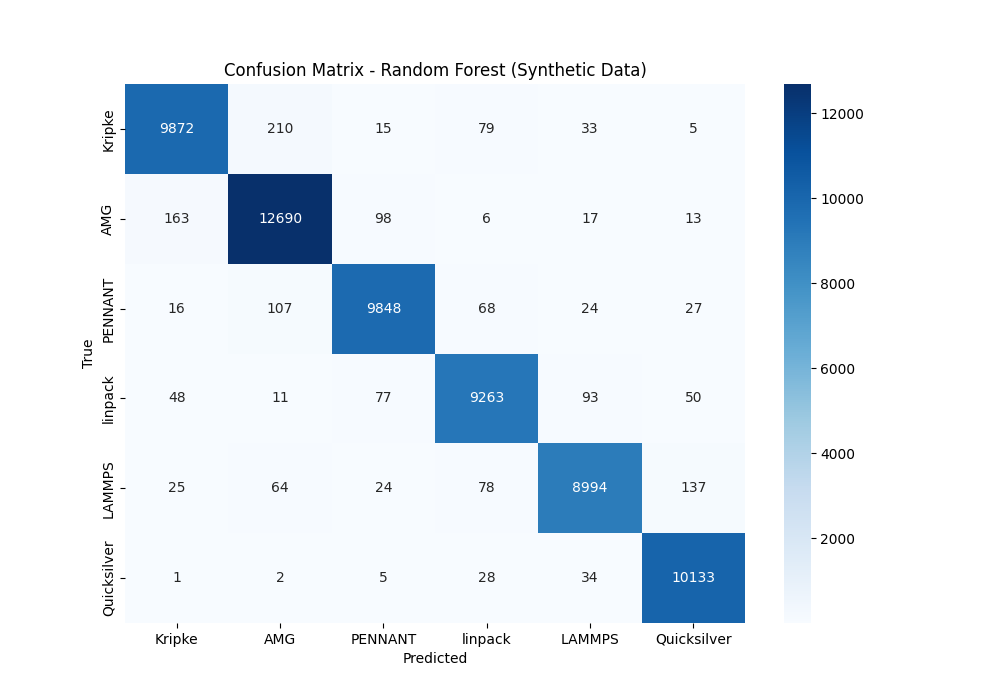 Confusion Matrix - Random Forest (Synthetic Data)
Kripke 9872 210 15 79 33 5
AMG 163 12690 98 6 17 13
PENNANT 16 107 9848 68 24 27
linpack 48 11 77 9263 93 50
LAMMPS 25 64 24 78 8994 137
Quicksilver 1 2 5 28 34 10133
True
Kripke AMG PENNANT linpack LAMMPS Quicksilver
Predicted
12000
10000
8000
6000
4000
2000